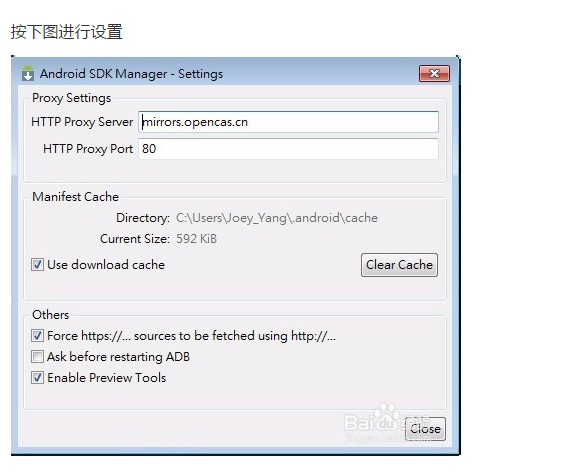 按下图进行设置
Android SDK Manager - Settings
Proxy Settings
HTTP Proxy Server mirrors.opencas.cn
HTTP Proxy Port 80
Manifest Cache
Directory: C:\Users\Joey_Yang\.android\cache
Current Size: 592 KiB
Use download cache Clear Cache
Others
Force https://... sources to be fetched using http://...
Ask before restarting ADB
Enable Preview Tools
Close